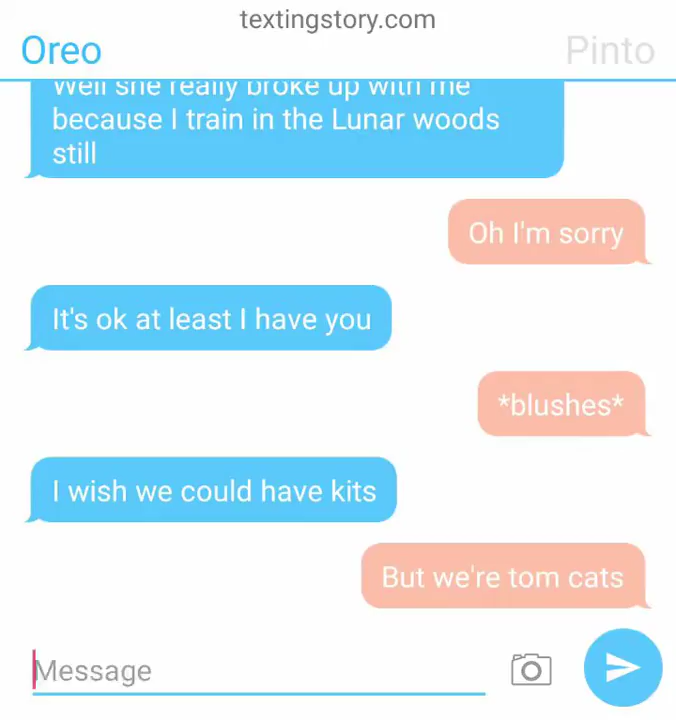 textingstory.com
Oreo
Pinto
Well she really broke up with me
because I train in the Lunar woods
still
Oh I'm sorry
It's ok at least I have you
*blushes*
I wish we could have kits
But we're tom cats
Message